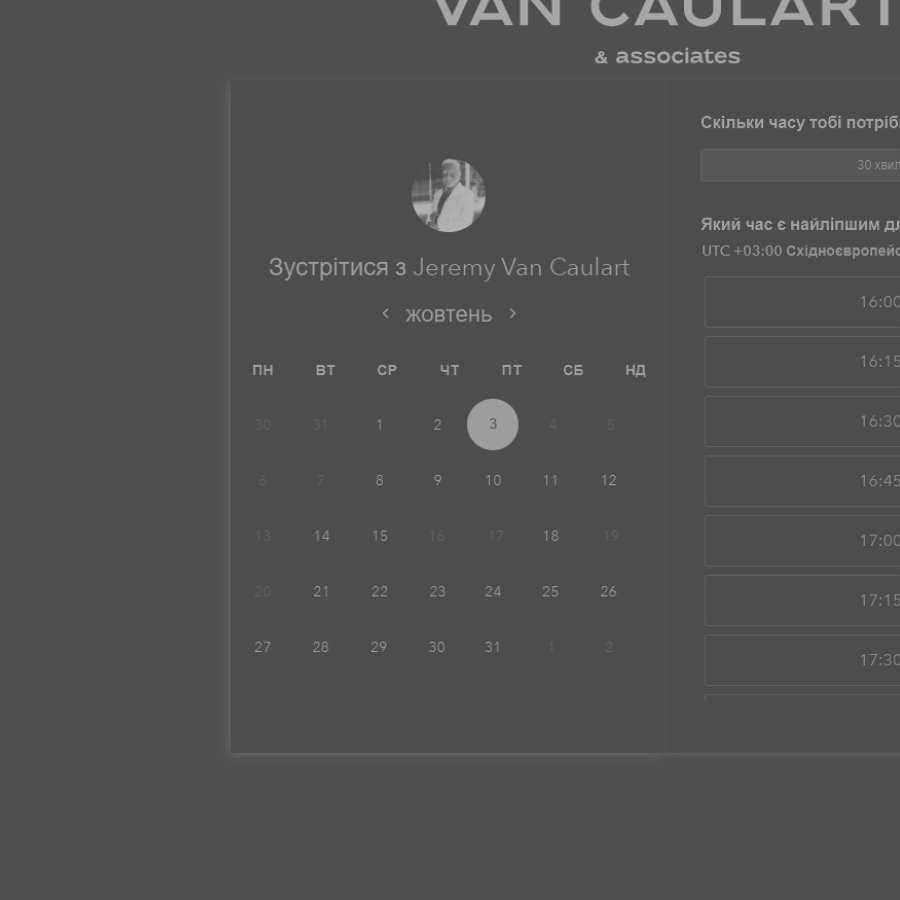 VAN CAULART
& associates
Зустрітися з Jeremy Van Caulart
жовтень
ПН ВТ СР ЧТ ПТ СБ НД
30 31 1 2 3 4 5
6 7 8 9 10 11 12
13 14 15 16 17 18 19
20 21 22 23 24 25 26
27 28 29 30 31 1 2
Скільки часу тобі потріб
30 хвил
Який час є найліпшим дл
UTC +03:00 Східноєвропейс
16:00
16:15
16:30
16:45
17:00
17:15
17:30